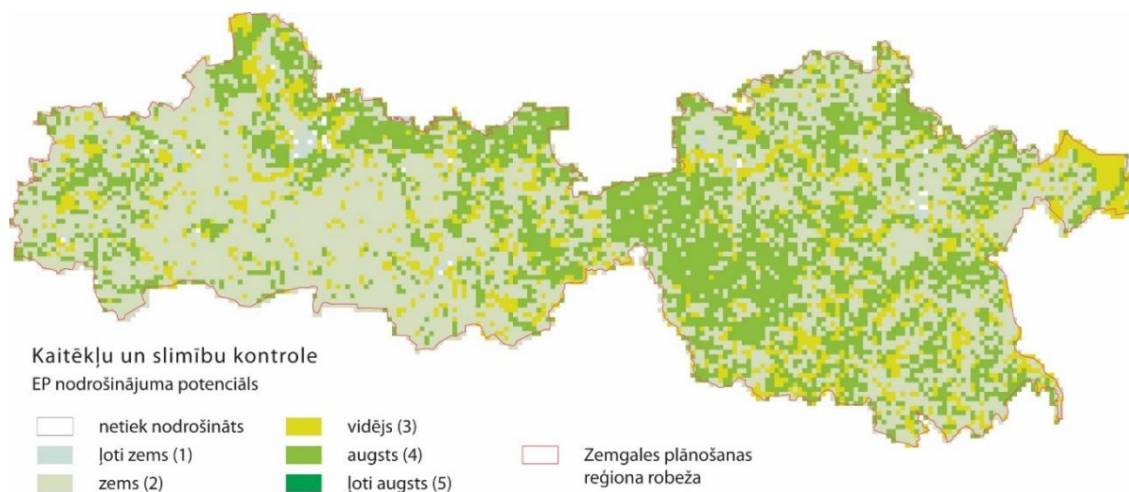 Kaitēkļu un slimību kontrole
EP nodrošinājuma potenciāls
netiek nodrošināts
ļoti zems (1)
zems (2)
vidējs (3)
augsts (4)
ļoti augsts (5)
Zemgales plānošanas
reģiona robeža